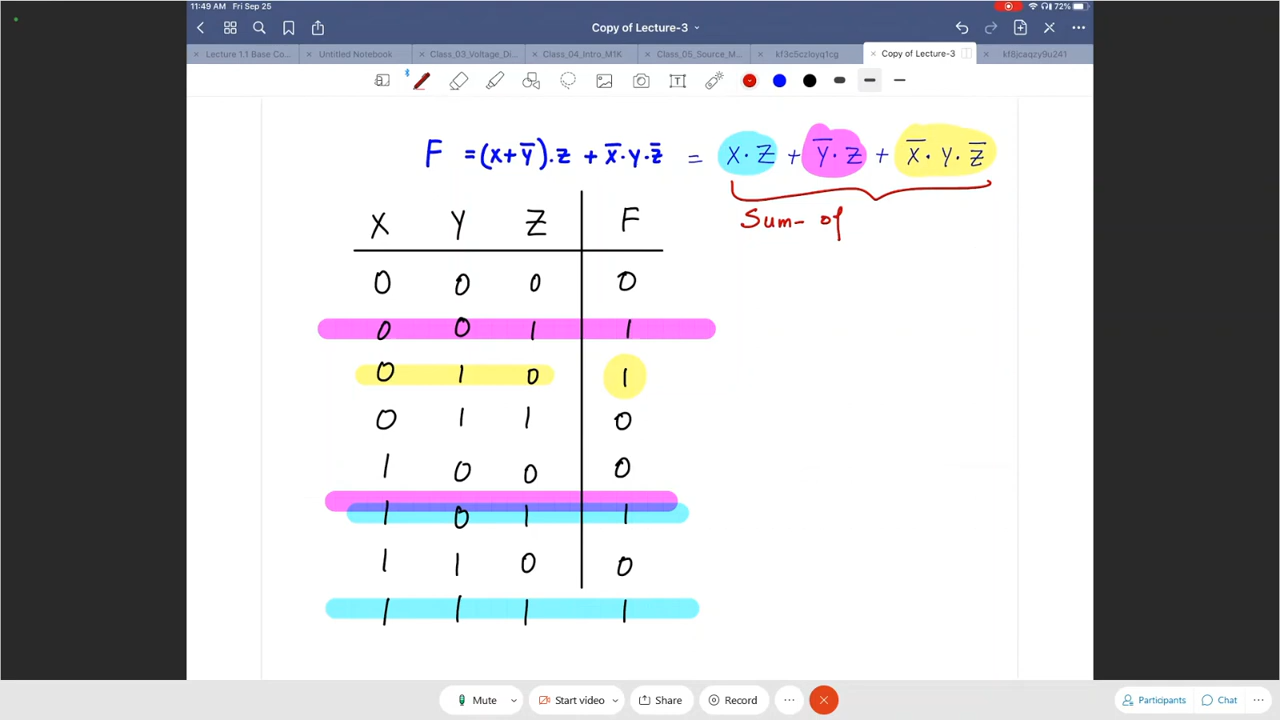 11:49 AM Fri Sep 25
72%
Copy of Lecture-3
Lecture 1.1 Base Co...
Untitled Notebook
Class_03_Voltage_Di...
Class_04_Intro_M1K
Class_05_Source_M...
kf3c5czloyq1cg
Copy of Lecture-3
kf8jcaqzy9u241
F = (x+y̅).z + x̅.y.z̅ = x.z + y̅.z + x̅.y.z̅
Sum- of
X Y Z F
0 0 0 0
0 0 1 1
0 1 0 1
0 1 1 0
1 0 0 0
1 0 1 1
1 1 0 0
1 1 1 1
Mute
Start video
Share
Record
Participants
Chat